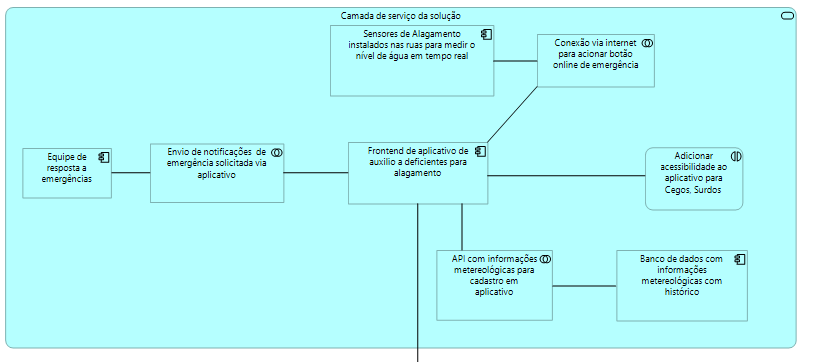 Camada de serviço da solução
Sensores de Alagamento
instalados nas ruas para medir o
nível de água em tempo real
Conexão via internet
para acionar botão
online de emergência
Equipe de
resposta a
emergências
Envio de notificações de
emergência solicitada via
aplicativo
Frontend de aplicativo de
auxilio a deficientes para
alagamento
Adicionar
acessibilidade ao
aplicativo para
Cegos, Surdos
API com informações
metereológicas para
cadastro em
aplicativo
Banco de dados com
informações
metereológicas com
histórico